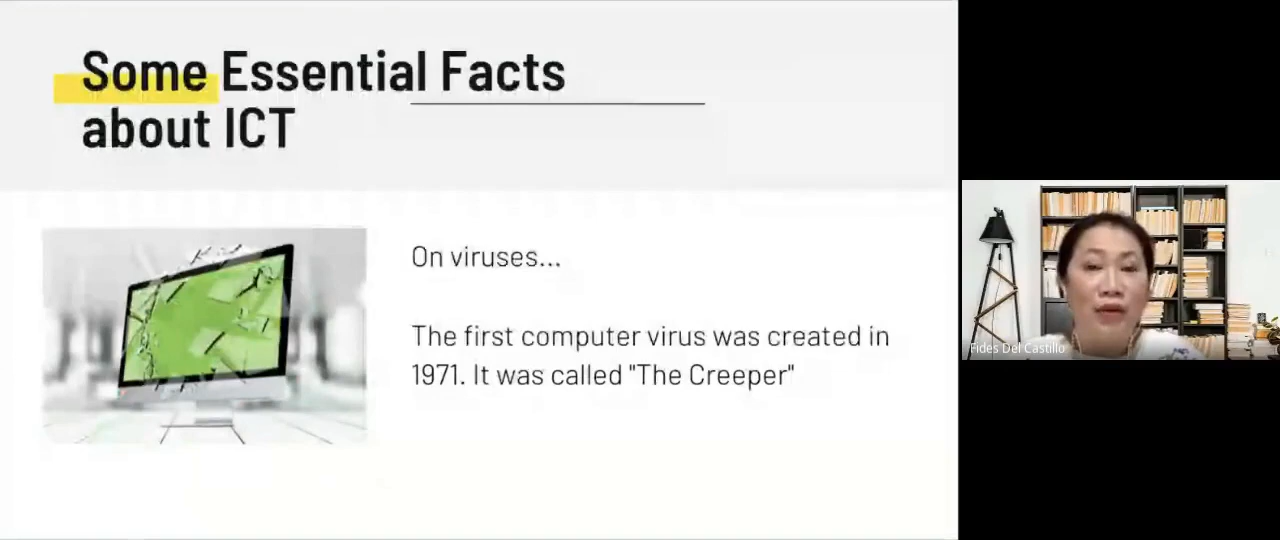 Some Essential Facts
about ICT
On viruses...
The first computer virus was created in
1971. It was called "The Creeper"
Fides Del Castillo